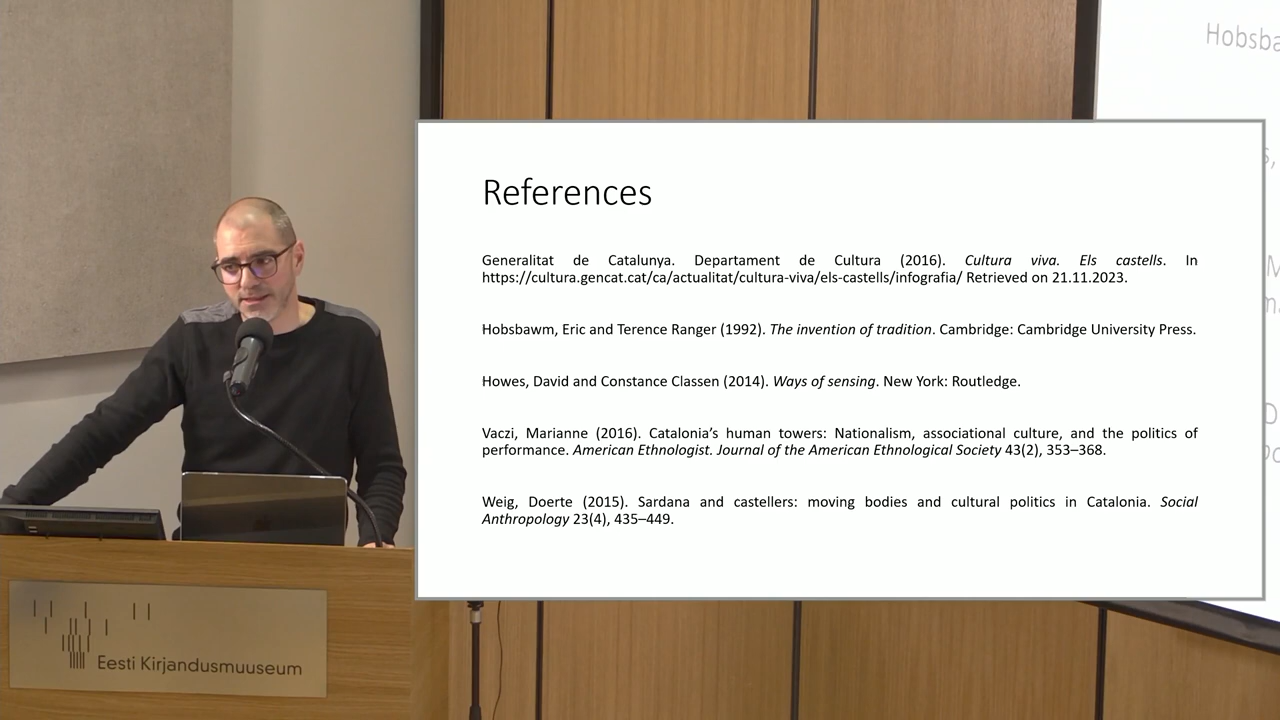 Hobsba
References
Generalitat de Catalunya. Departament de Cultura (2016). Cultura viva. Els castells. In
https://cultura.gencat.cat/ca/actualitat/cultura-viva/els-castells/infografia/ Retrieved on 21.11.2023.
Hobsbawm, Eric and Terence Ranger (1992). The invention of tradition. Cambridge: Cambridge University Press.
Howes, David and Constance Classen (2014). Ways of sensing. New York: Routledge.
Vaczi, Marianne (2016). Catalonia’s human towers: Nationalism, associational culture, and the politics of
performance. American Ethnologist. Journal of the American Ethnological Society 43(2), 353–368.
Weig, Doerte (2015). Sardana and castellers: moving bodies and cultural politics in Catalonia. Social
Anthropology 23(4), 435–449.
Eesti Kirjandusmuuseum